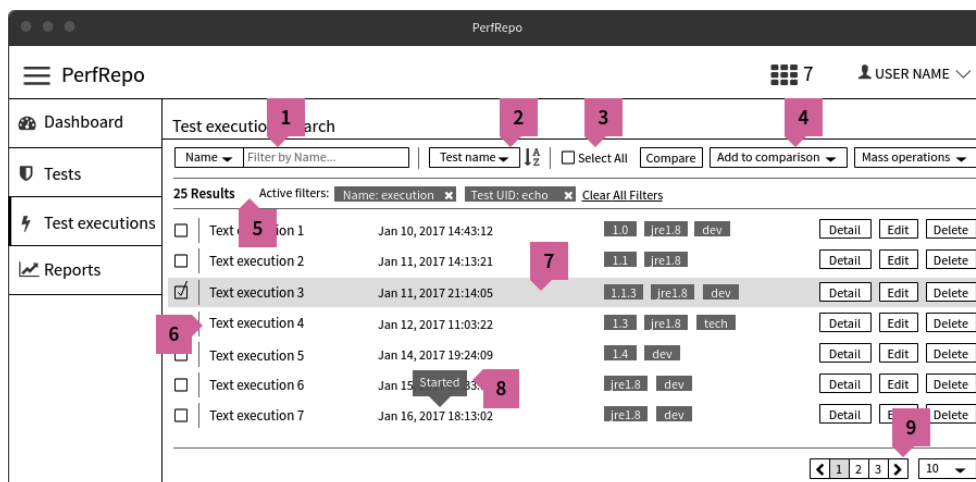 PerfRepo
PerfRepo 7 USER NAME
Dashboard
Tests
Test executions
Reports
1 2 3 4
Test execution arch
Name Filter by Name... Test name A Z Select All Compare Add to comparison Mass operations
25 Results Active filters: Name: execution × Test UID: echo × Clear All Filters
5
Text ion 1 Jan 10, 2017 14:43:12 1.0 jre1.8 dev Detail Edit Delete
Text execution 2 Jan 11, 2017 14:13:21 1.1 jre1.8 Detail Edit Delete
7
Text execution 3 Jan 11, 2017 21:14:05 1.1.3 jre1.8 dev Detail Edit Delete
6
Text execution 4 Jan 12, 2017 11:03:22 1.3 jre1.8 tech Detail Edit Delete
Text execution 5 Jan 14, 2017 19:24:09 1.4 dev Detail Edit Delete
Text execution 6 Jan 15 jre1.8 dev Detail Edit Delete
Started 8
Text execution 7 Jan 16, 2017 18:13:02 jre1.8 dev Detail Delete
9
1 2 3 10